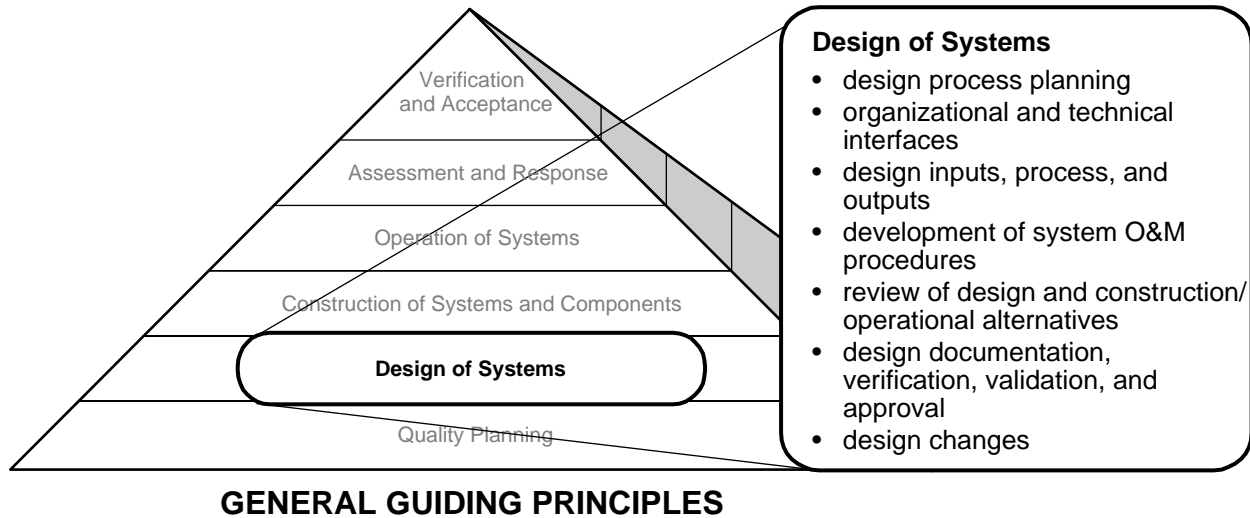 Verification
and Acceptance
Assessment and Response
Operation of Systems
Construction of Systems and Components
Design of Systems
Quality Planning
GENERAL GUIDING PRINCIPLES
Design of Systems
• design process planning
• organizational and technical
interfaces
• design inputs, process, and
outputs
• development of system O&M
procedures
• review of design and construction/
operational alternatives
• design documentation,
verification, validation, and
approval
• design changes